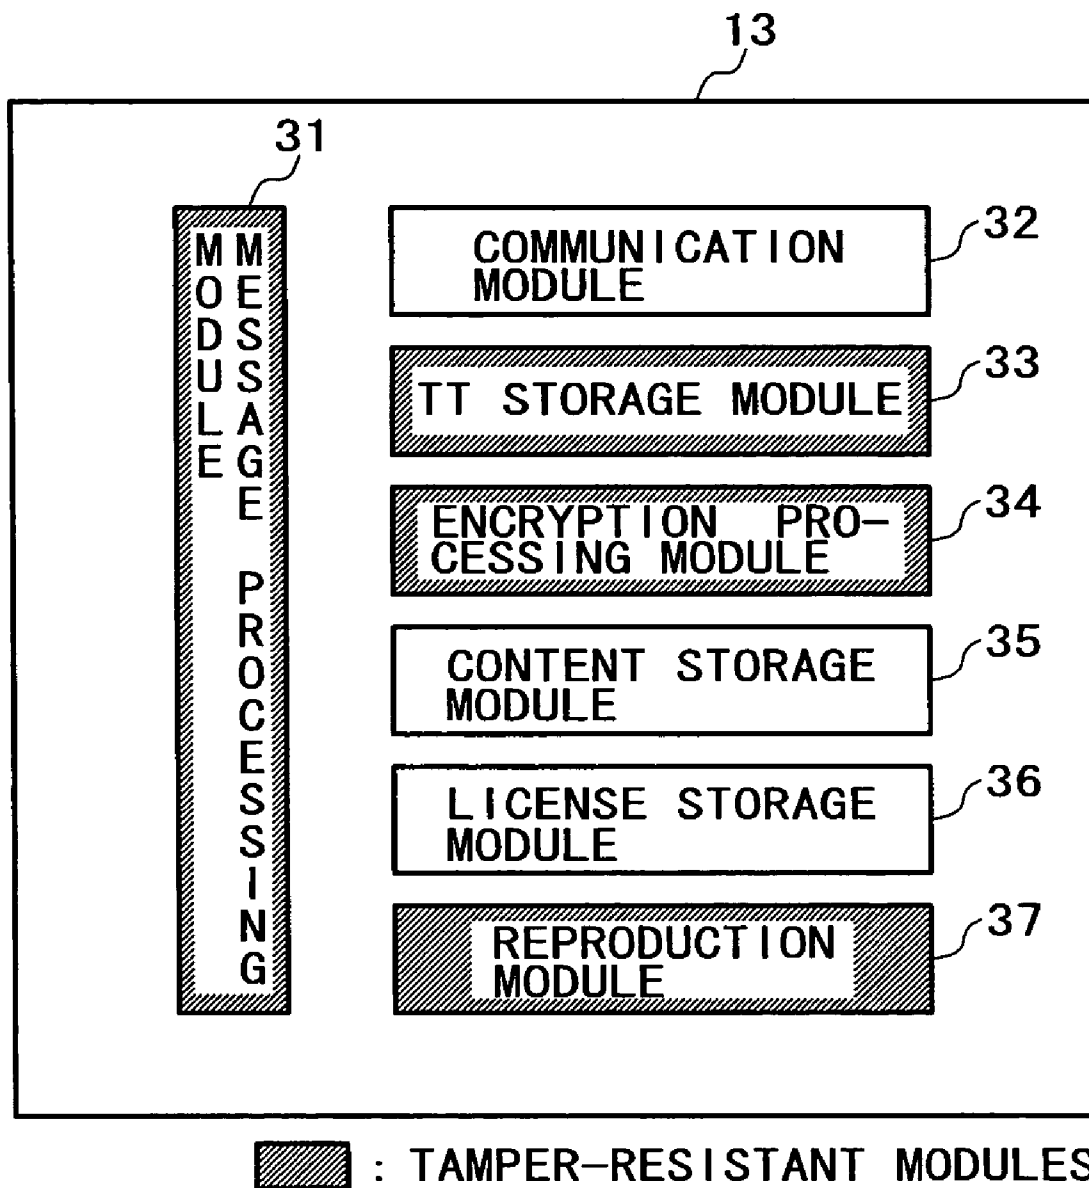 13
31
MESSAGE PROCESSING
MODULE
COMMUNICATION
MODULE
32
TT STORAGE MODULE
33
ENCRYPTION PRO-
CESSING MODULE
34
CONTENT STORAGE
MODULE
35
LICENSE STORAGE
MODULE
36
REPRODUCTION
MODULE
37
: TAMPER-RESISTANT MODULES